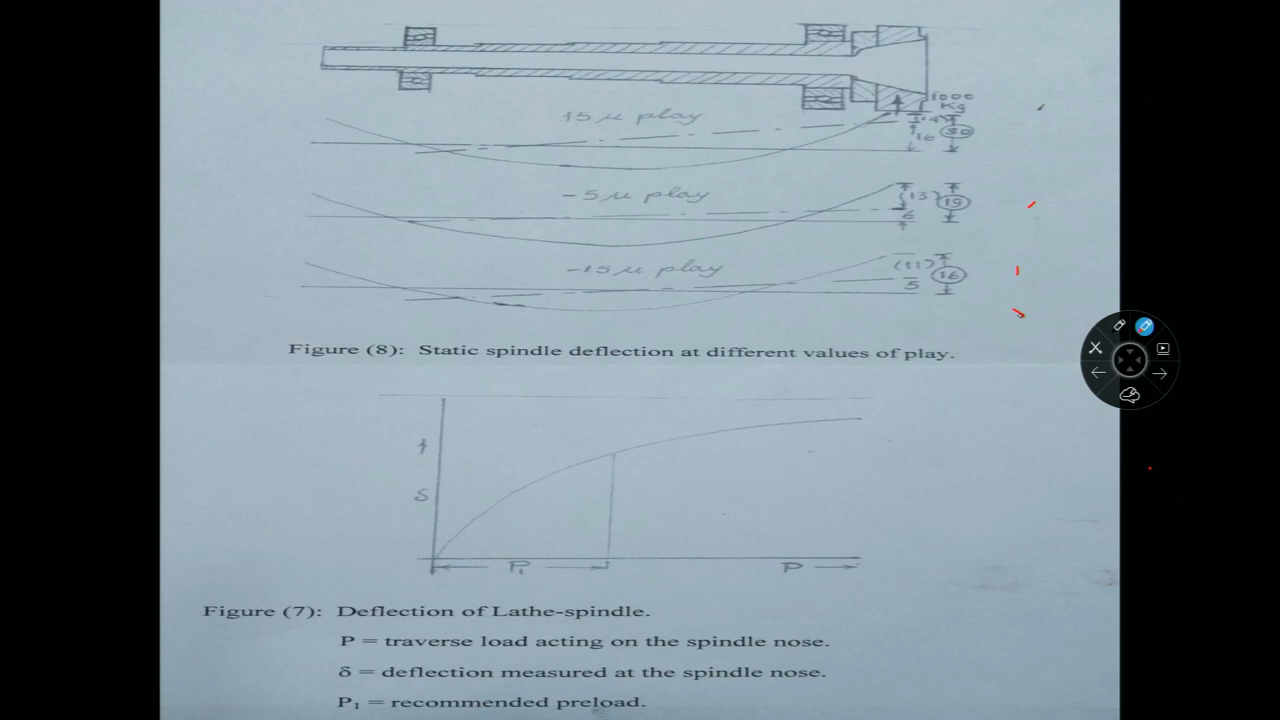 1000
Kg
15 µ play
(14)
16
30
-5 µ play
(13)
19
6
-15 µ play
(11)
16
5
Figure (8): Static spindle deflection at different values of play.
δ
P₁
P
Figure (7): Deflection of Lathe-spindle.
P = traverse load acting on the spindle nose.
δ = deflection measured at the spindle nose.
P₁ = recommended preload.